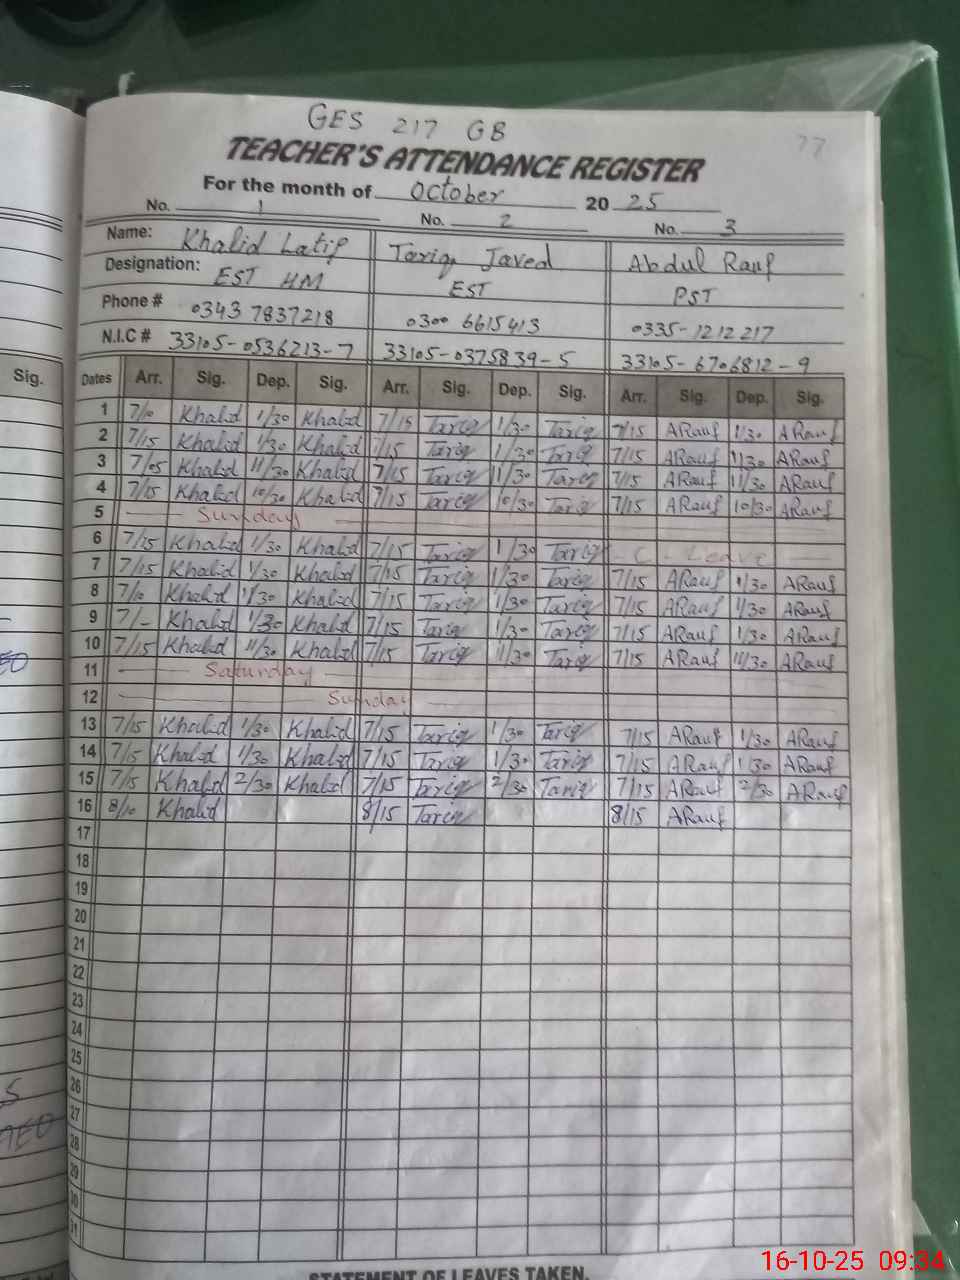 GES 217 GB
77
TEACHER'S ATTENDANCE REGISTER
For the month of October 20 25
No. 1 No. 2 No. 3
Name: Khalid Latif Tariq Javed Abdul Rauf
Designation: EST HM EST PST
Phone # 0343 7837218 0300 6615413 0335-1212217
N.I.C # 33105-0536213-7 33105-0375839-5 33105-6706812-9
Sig.
Dates Arr. Sig. Dep. Sig. Arr. Sig. Dep. Sig. Arr. Sig. Dep. Sig.
1 7/10 Khalid 1/30 Khalid 7/15 Tariq 1/30 Tariq 7/15 ARauf 1/30 ARauf
2 7/15 Khalid 1/30 Khalid 7/15 Tariq 1/30 Tariq 7/15 ARauf 1/30 ARauf
3 7/05 Khalid 11/30 Khalid 7/15 Tariq 11/30 Tariq 7/15 ARauf 11/30 ARauf
4 7/15 Khalid 10/30 Khalid 7/15 Tariq 10/30 Tariq 7/15 ARauf 10/30 ARauf
5 Sunday
6 7/15 Khalid 1/30 Khalid 7/15 Tariq 1/30 Tariq - C - Leave -
7 7/15 Khalid 1/30 Khalid 7/15 Tariq 1/30 Tariq 7/15 ARauf 1/30 ARauf
8 7/10 Khalid 1/30 Khalid 7/15 Tariq 1/30 Tariq 7/15 ARauf 1/30 ARauf
9 7/- Khalid 1/30 Khalid 7/15 Tariq 1/30 Tariq 7/15 ARauf 1/30 ARauf
10 7/15 Khalid 11/30 Khalid 7/15 Tariq 11/30 Tariq 7/15 ARauf 11/30 ARauf
11 Saturday
12 Sunday
13 7/15 Khalid 1/30 Khalid 7/15 Tariq 1/30 Tariq 7/15 ARauf 1/30 ARauf
14 7/15 Khalid 1/30 Khalid 7/15 Tariq 1/30 Tariq 7/15 ARauf 1/30 ARauf
15 7/15 Khalid 2/30 Khalid 7/15 Tariq 2/30 Tariq 7/15 ARauf 2/30 ARauf
16 8/10 Khalid 8/15 Tariq 8/15 ARauf
17
18
19
20
21
22
23
24
25
26
27
28
29
30
31
STATEMENT OF LEAVES TAKEN.
16-10-25 09:34